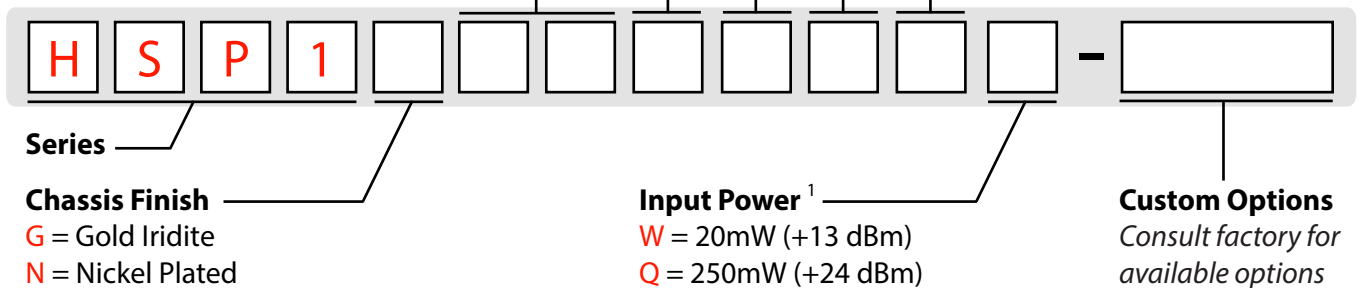 H S P 1 -
Series
Chassis Finish
G = Gold Iridite
N = Nickel Plated
Input Power 1
W = 20mW (+13 dBm)
Q = 250mW (+24 dBm)
Custom Options
Consult factory for
available options